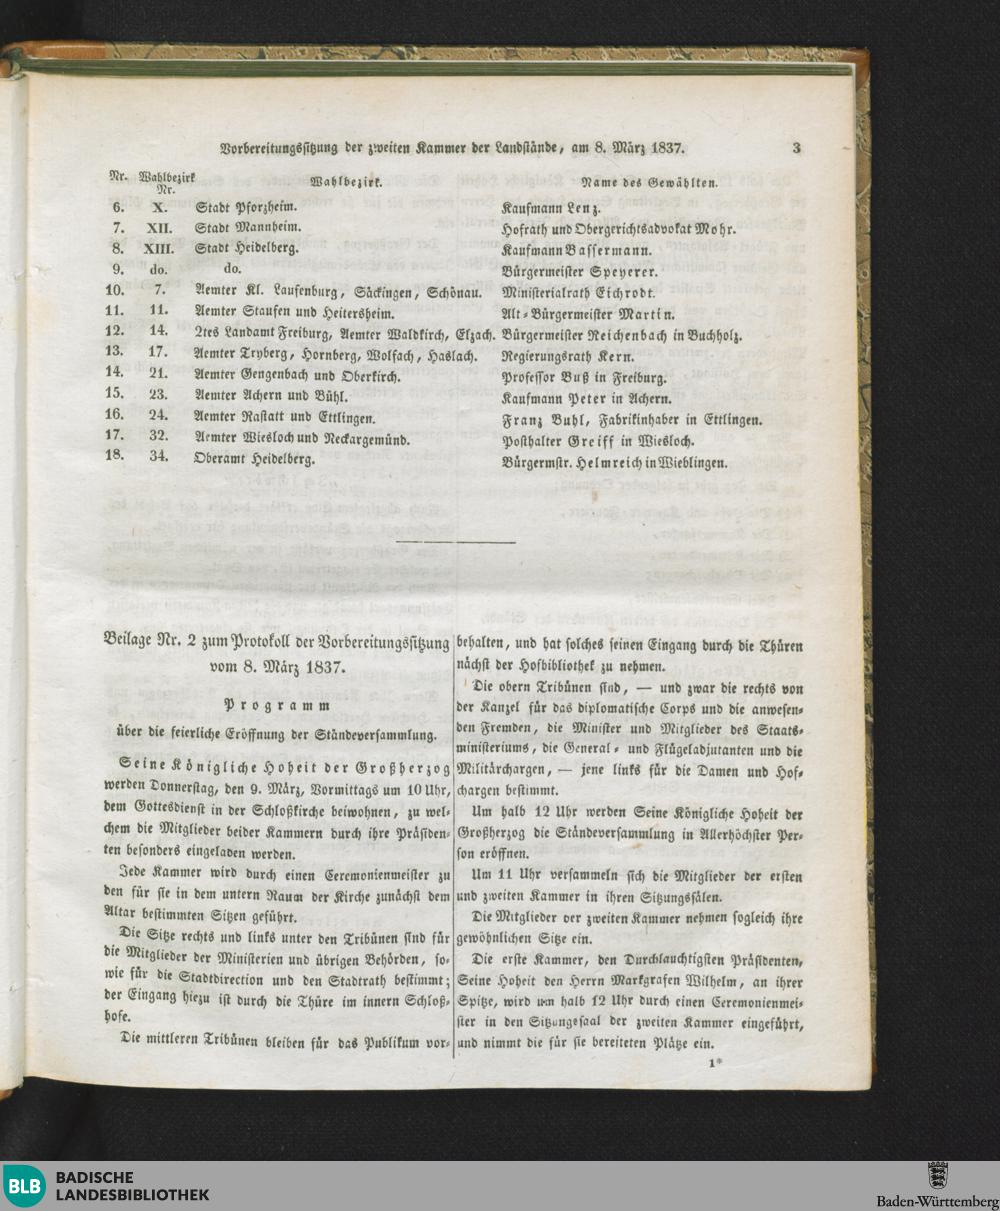 Vorbereitungssitzung der zweiten Kammer der Landstände, am 8. März 1837. 3
Nr. Wahlbezirk Nr. Wahlbezirk. Name des Gewählten.
6. X. Stadt Pforzheim. Kaufmann Lenz.
7. XII. Stadt Mannheim. Hofrath und Obergerichtsadvokat Mohr.
8. XIII. Stadt Heidelberg. Kaufmann Bassermann.
9. do. do. Bürgermeister Speyerer.
10. 7. Aemter Kl. Laufenburg, Säckingen, Schönau. Ministerialrath Eichrodt.
11. 11. Aemter Staufen und Heitersheim. Alt-Bürgermeister Martin.
12. 14. 2tes Landamt Freiburg, Aemter Waldkirch, Elzach. Bürgermeister Reichenbach in Buchholz.
13. 17. Aemter Tryberg, Hornberg, Wolfach, Haslach. Regierungsrath Kern.
14. 21. Aemter Gengenbach und Oberkirch. Professor Buß in Freiburg.
15. 23. Aemter Achern und Bühl. Kaufmann Peter in Achern.
16. 24. Aemter Rastatt und Ettlingen. Franz Buhl, Fabrikinhaber in Ettlingen.
17. 32. Aemter Wiesloch und Neckargemünd. Posthalter Greiff in Wiesloch.
18. 34. Oberamt Heidelberg. Bürgermstr. Helmreich in Wieblingen.
Beilage Nr. 2 zum Protokoll der Vorbereitungssitzung
vom 8. März 1837.
Programm
über die feierliche Eröffnung der Ständeversammlung.
Seine Königliche Hoheit der Großherzog
werden Donnerstag, den 9. März, Vormittags um 10 Uhr,
dem Gottesdienst in der Schloßkirche beiwohnen, zu wel-
chem die Mitglieder beider Kammern durch ihre Präsiden-
ten besonders eingeladen werden.
Jede Kammer wird durch einen Ceremonienmeister zu
den für sie in dem untern Raum der Kirche zunächst dem
Altar bestimmten Sitzen geführt.
Die Sitze rechts und links unter den Tribünen sind für
die Mitglieder der Ministerien und übrigen Behörden, so-
wie für die Stadtdirection und den Stadtrath bestimmt;
der Eingang hiezu ist durch die Thüre im innern Schloß-
hofe.
Die mittleren Tribünen bleiben für das Publikum vor-
behalten, und hat solches seinen Eingang durch die Thüren
nächst der Hofbibliothek zu nehmen.
Die obern Tribünen sind, — und zwar die rechts von
der Kanzel für das diplomatische Corps und die anwesen-
den Fremden, die Minister und Mitglieder des Staats-
ministeriums, die General- und Flügeladjutanten und die
Militärchargen, — jene links für die Damen und Hof-
chargen bestimmt.
Um halb 12 Uhr werden Seine Königliche Hoheit der
Großherzog die Ständeversammlung in Allerhöchster Per-
son eröffnen.
Um 11 Uhr versammeln sich die Mitglieder der ersten
und zweiten Kammer in ihren Sitzungssälen.
Die Mitglieder der zweiten Kammer nehmen sogleich ihre
gewöhnlichen Sitze ein.
Die erste Kammer, den Durchlauchtigsten Präsidenten,
Seine Hoheit den Herrn Markgrafen Wilhelm, an ihrer
Spitze, wird um halb 12 Uhr durch einen Ceremonienmei-
ster in den Sitzungssaal der zweiten Kammer eingeführt,
und nimmt die für sie bereiteten Plätze ein.
1*
BLB BADISCHE
LANDESBIBLIOTHEK
Baden-Württemberg